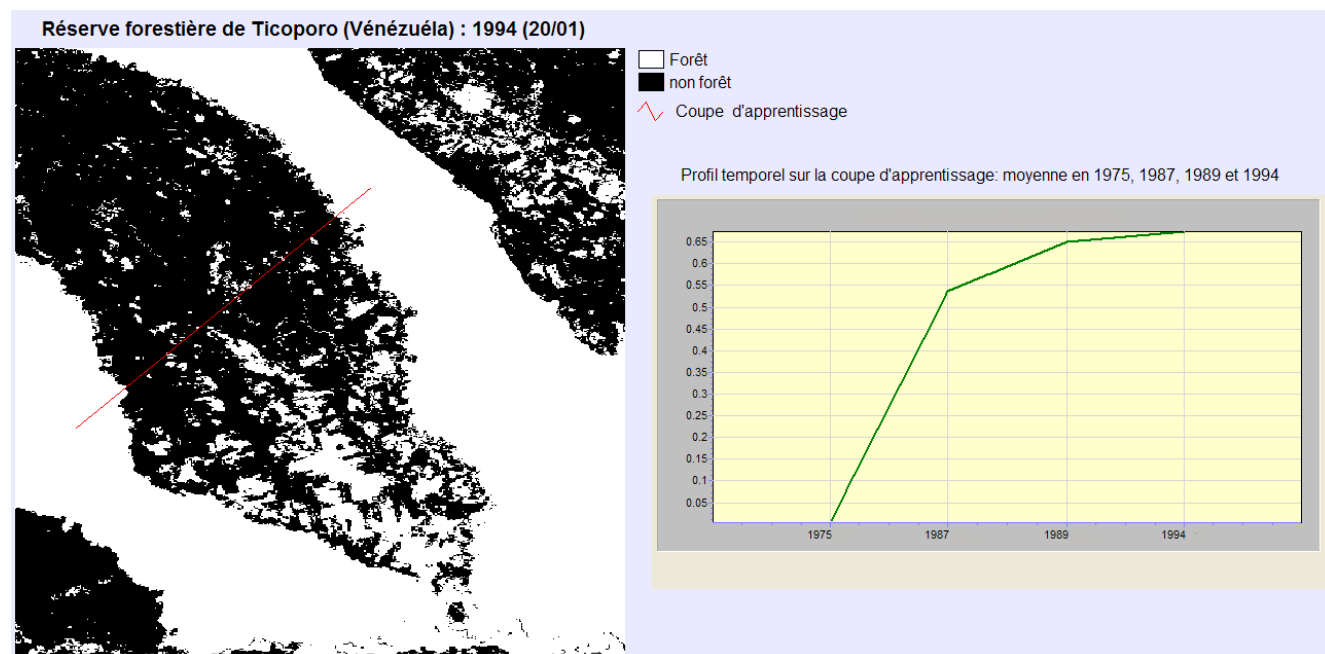 Réserve forestière de Ticoporo (Vénézuéla) : 1994 (20/01)
Forêt
non forêt
Coupe d'apprentissage
Profil temporel sur la coupe d'apprentissage: moyenne en 1975, 1987, 1989 et 1994
0.65
0.6
0.55
0.5
0.45
0.4
0.35
0.3
0.25
0.2
0.15
0.1
0.05
1975 1987 1989 1994